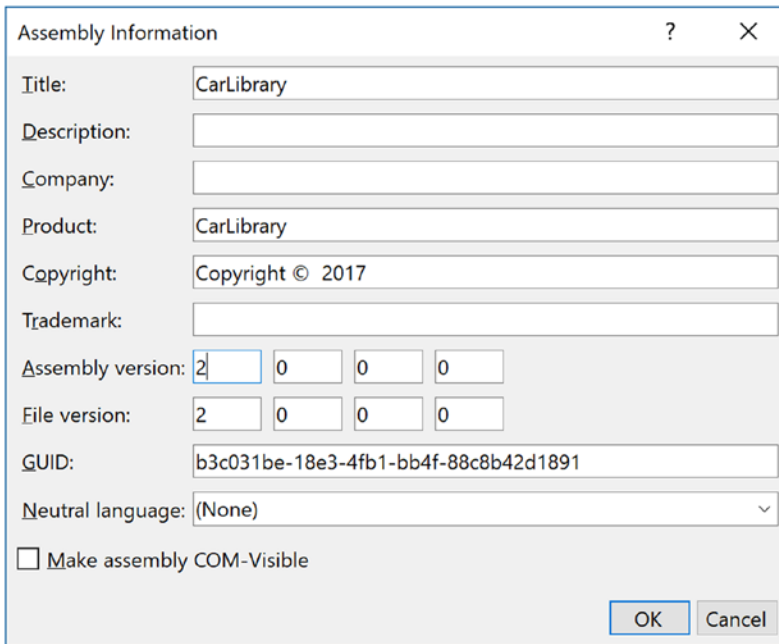 Assembly Information ? ✕
Title: CarLibrary
Description:
Company:
Product: CarLibrary
Copyright: Copyright © 2017
Trademark:
Assembly version: 2 0 0 0
File version: 2 0 0 0
GUID: b3c031be-18e3-4fb1-bb4f-88c8b42d1891
Neutral language: (None)
Make assembly COM-Visible
OK Cancel